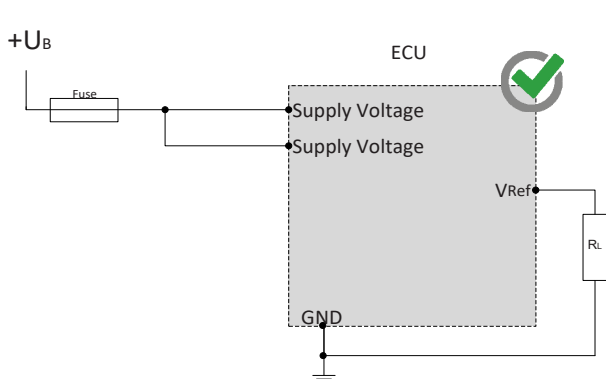 +UB
ECU
Fuse
Supply Voltage
Supply Voltage
VRef
RL
GND